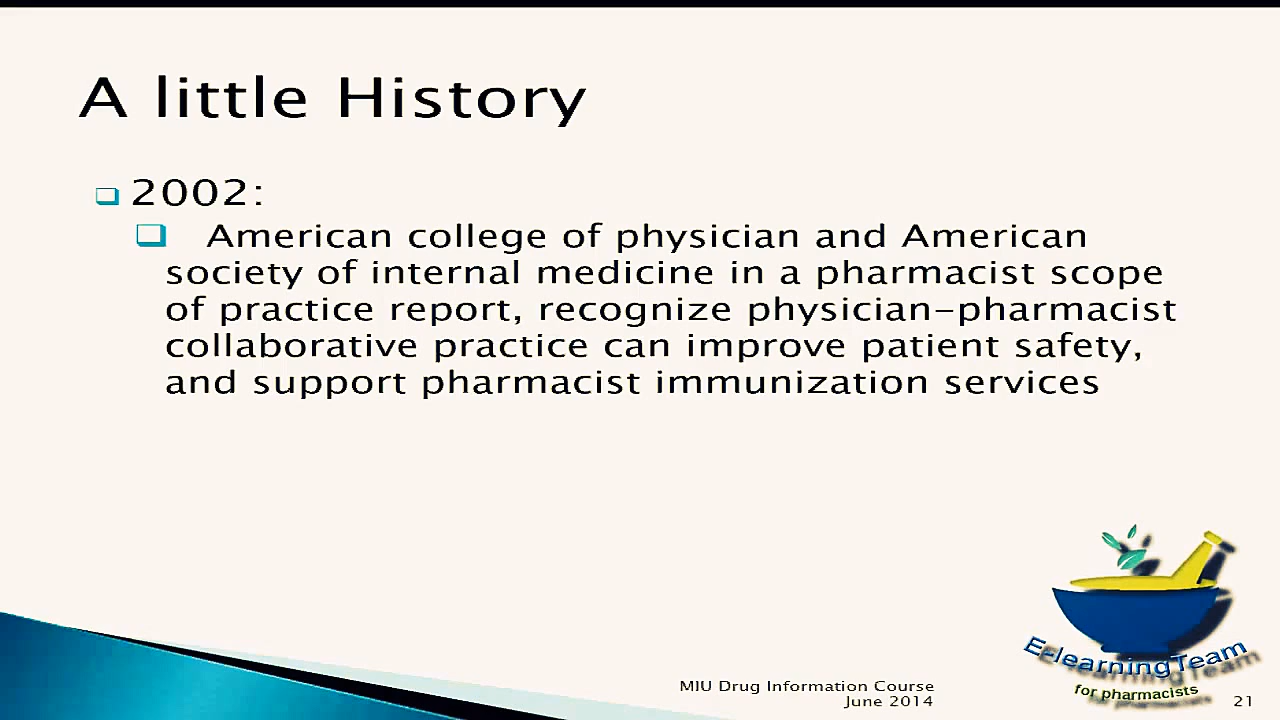 A little History
2002:
American college of physician and American
society of internal medicine in a pharmacist scope
of practice report, recognize physician-pharmacist
collaborative practice can improve patient safety,
and support pharmacist immunization services
E-learningTeam
for pharmacists
MIU Drug Information Course
June 2014
21